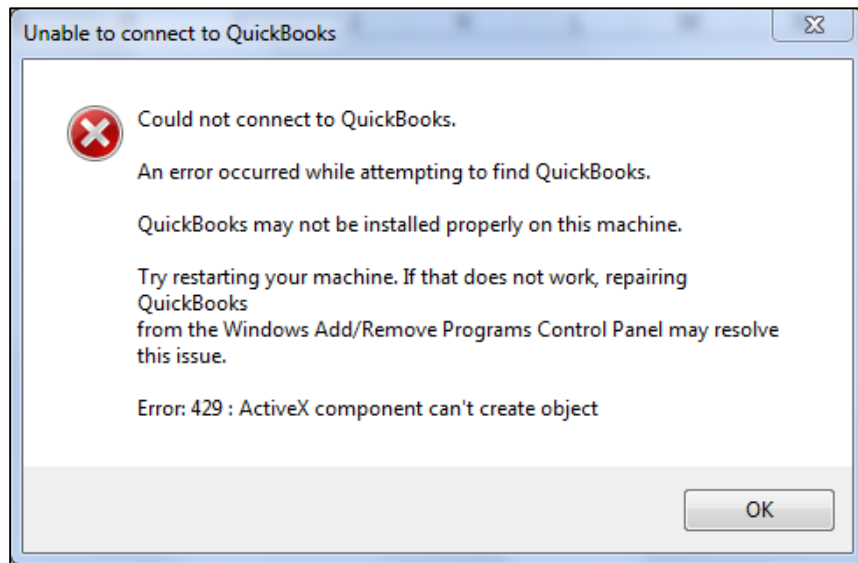 Unable to connect to QuickBooks
Could not connect to QuickBooks.
An error occurred while attempting to find QuickBooks.
QuickBooks may not be installed properly on this machine.
Try restarting your machine. If that does not work, repairing
QuickBooks
from the Windows Add/Remove Programs Control Panel may resolve
this issue.
Error: 429 : ActiveX component can't create object
OK